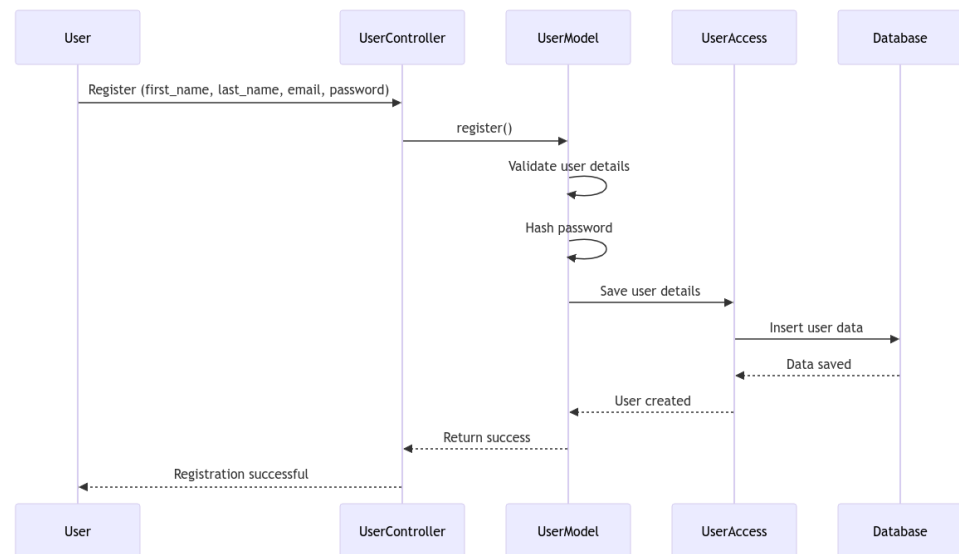 User
UserController
UserModel
UserAccess
Database
Register (first_name, last_name, email, password)
register()
Validate user details
Hash password
Save user details
Insert user data
Data saved
User created
Return success
Registration successful
User
UserController
UserModel
UserAccess
Database